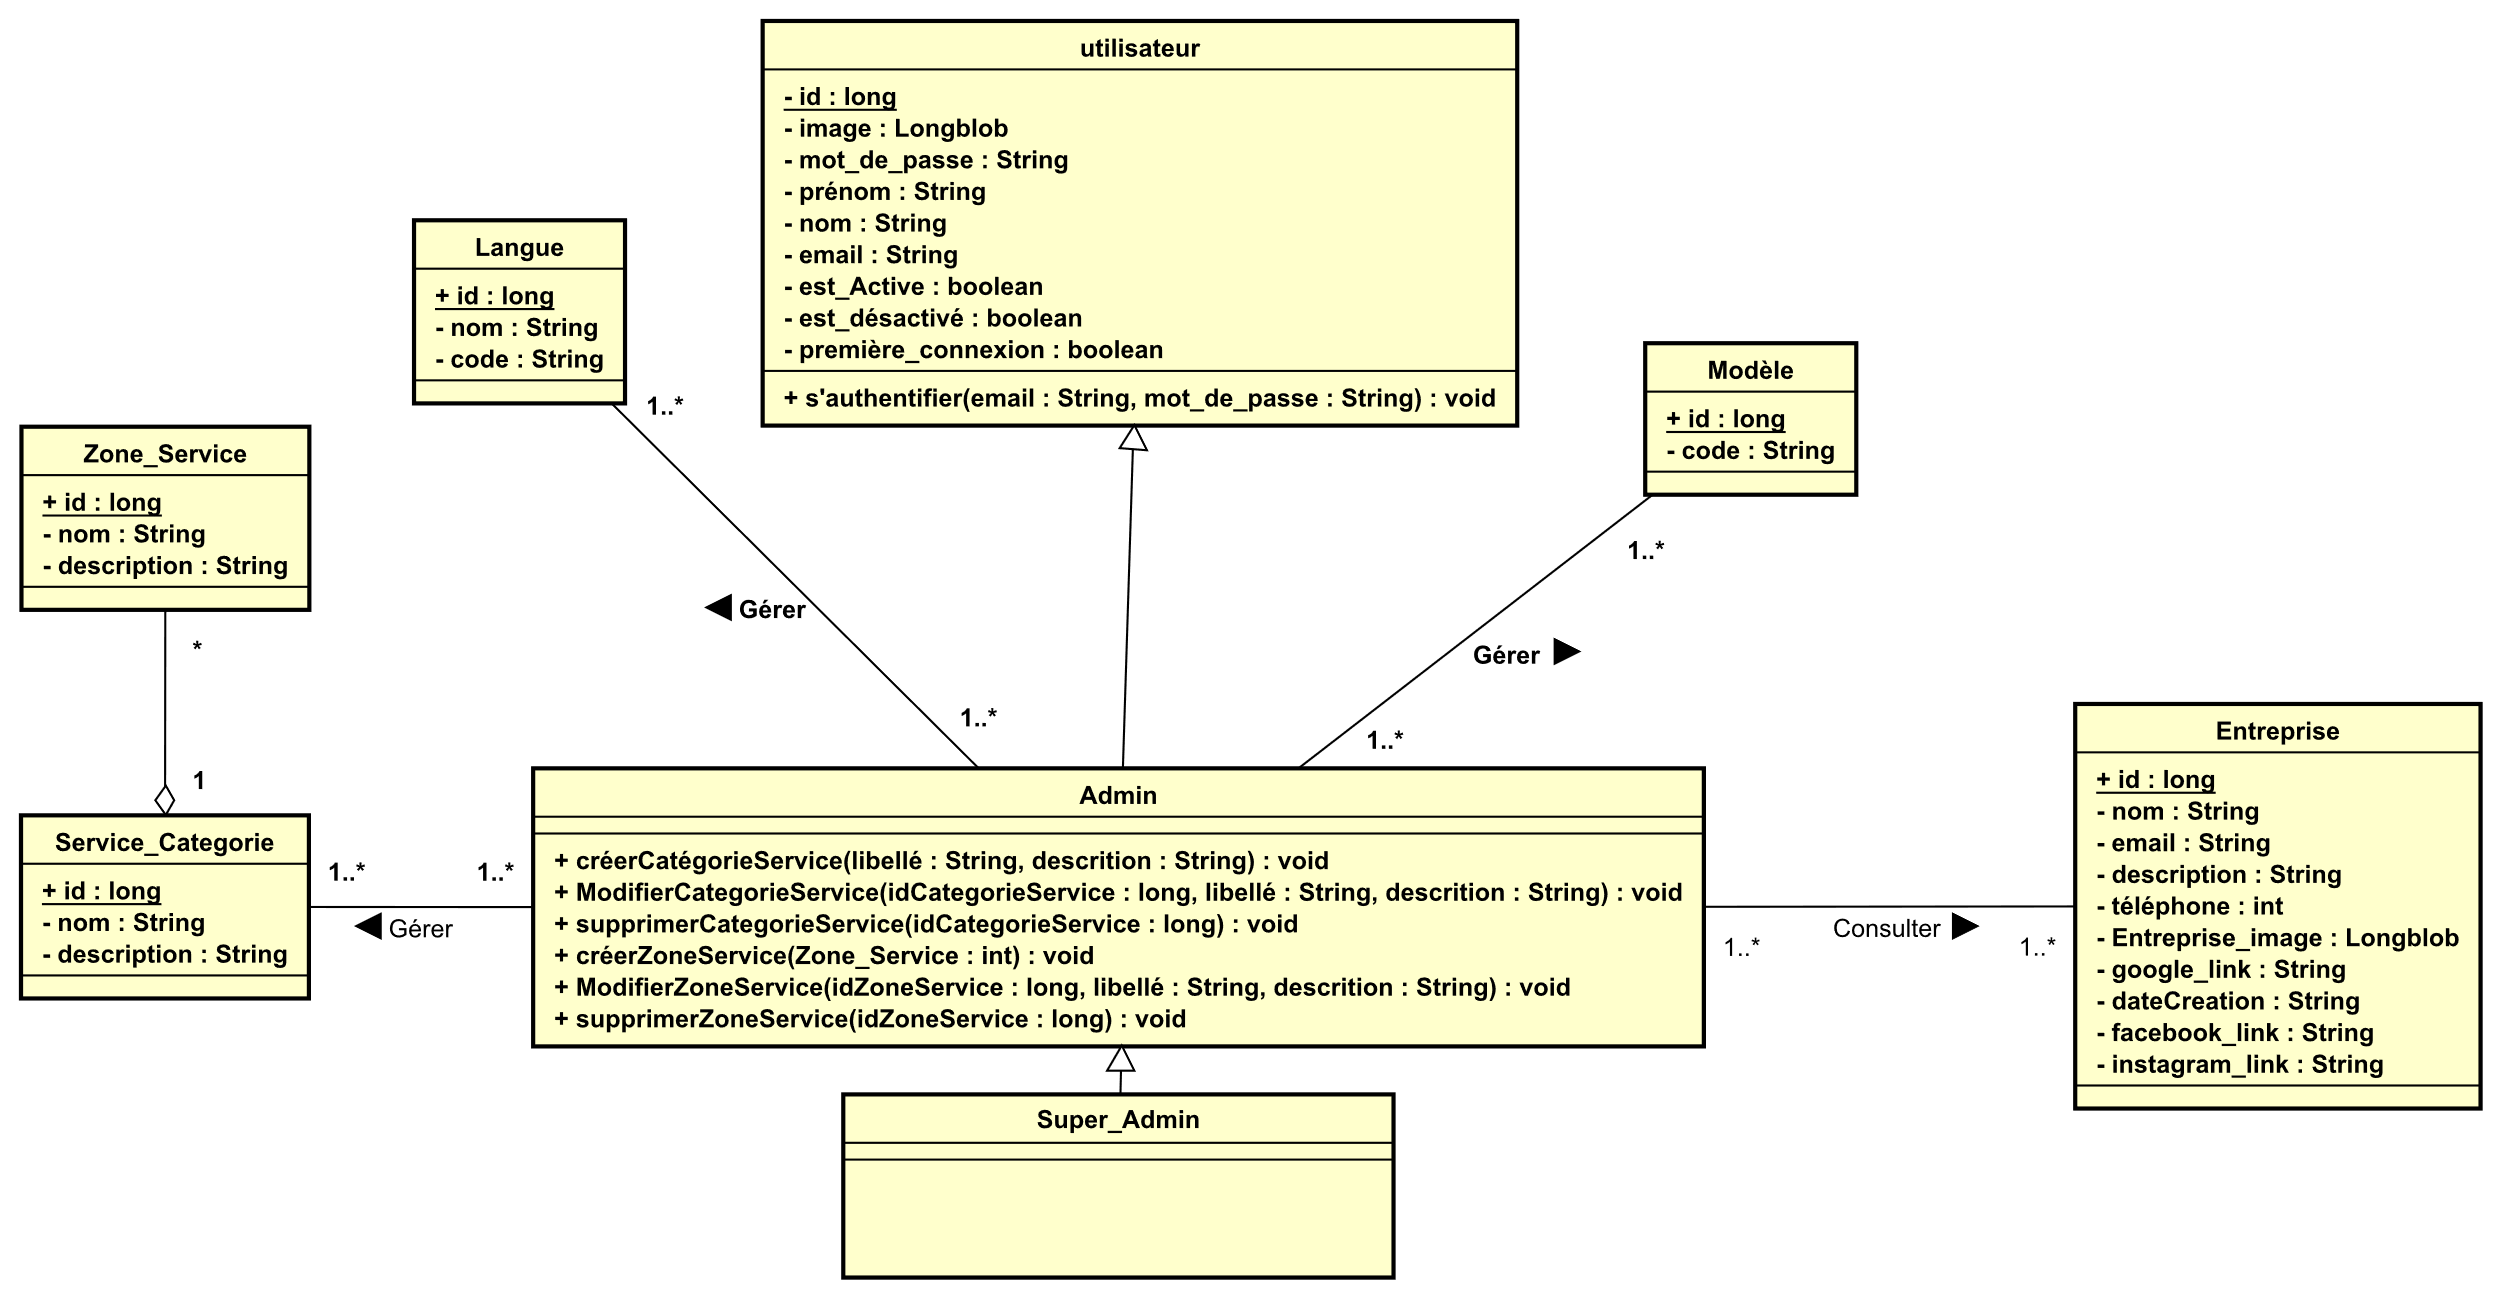 utilisateur
- id : long
- image : Longblob
- mot_de_passe : String
- prénom : String
- nom : String
- email : String
- est_Active : boolean
- est_désactivé : boolean
- première_connexion : boolean
+ s'authentifier(email : String, mot_de_passe : String) : void
Langue
+ id : long
- nom : String
- code : String
1..*
Modèle
+ id : long
- code : String
1..*
Zone_Service
+ id : long
- nom : String
- description : String
*
1
Gérer
1..*
Gérer
1..*
Service_Categorie
+ id : long
- nom : String
- description : String
1..*
1..*
Gérer
Admin
+ créerCatégorieService(libellé : String, descrition : String) : void
+ ModifierCategorieService(idCategorieService : long, libellé : String, descrition : String) : void
+ supprimerCategorieService(idCategorieService : long) : void
+ créerZoneService(Zone_Service : int) : void
+ ModifierZoneService(idZoneService : long, libellé : String, descrition : String) : void
+ supprimerZoneService(idZoneService : long) : void
Consulter
1..*
1..*
Entreprise
+ id : long
- nom : String
- email : String
- description : String
- téléphone : int
- Entreprise_image : Longblob
- google_link : String
- dateCreation : String
- facebook_link : String
- instagram_link : String
Super_Admin